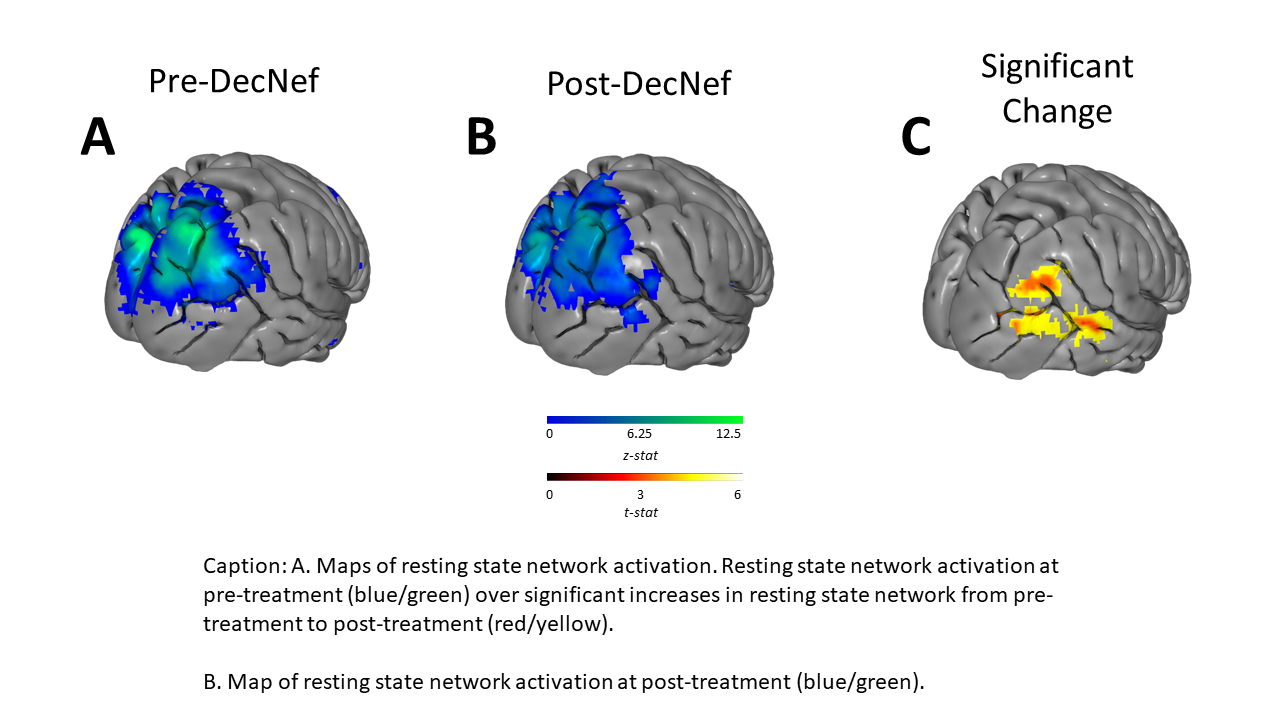 Pre-DecNef
Post-DecNef
Significant
Change
A
B
C
0 6.25 12.5
z-stat
0 3 6
t-stat
Caption: A. Maps of resting state network activation. Resting state network activation at
pre-treatment (blue/green) over significant increases in resting state network from pre-
treatment to post-treatment (red/yellow).
B. Map of resting state network activation at post-treatment (blue/green).